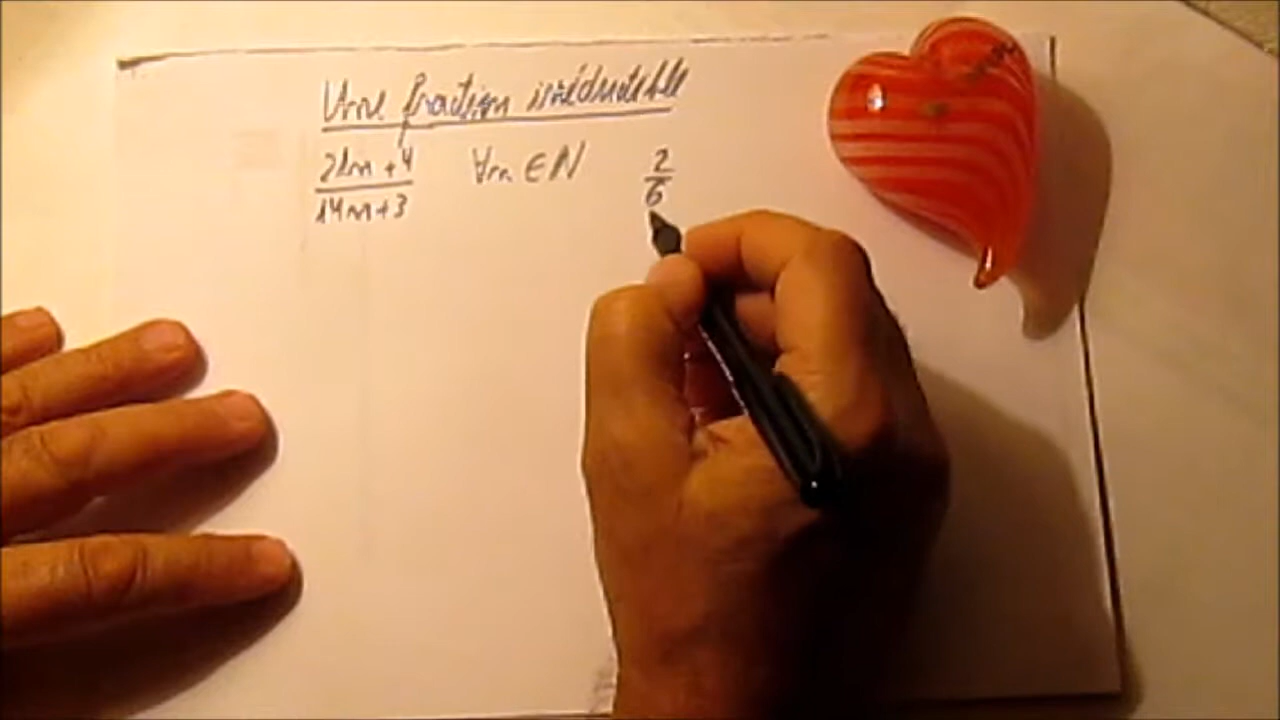 Une fraction irréductible
21n+4 ∀n ∈ N 2
14n+3 6